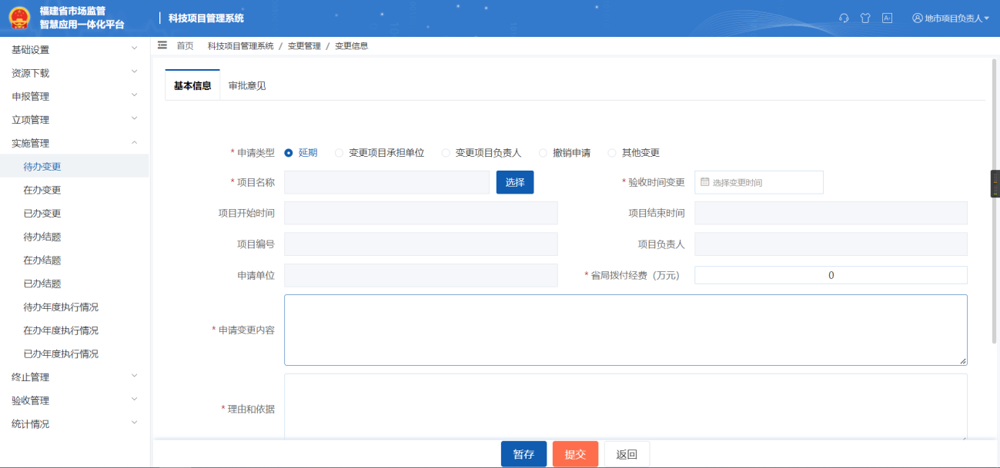 福建省市场监管
智慧应用一体化平台
科技项目管理系统
地市项目负责人
首页 科技项目管理系统 / 变更管理 / 变更信息
基础设置
资源下载
申报管理
立项管理
实施管理
待办变更
在办变更
已办变更
待办结题
在办结题
已办结题
待办年度执行情况
在办年度执行情况
已办年度执行情况
终止管理
验收管理
统计情况
基本信息 审批意见
* 申请类型 延期 变更项目承担单位 变更项目负责人 撤销申请 其他变更
* 项目名称 选择 * 验收时间变更 选择变更时间
项目开始时间 项目结束时间
项目编号 项目负责人
申请单位 * 省局拨付经费（万元） 0
* 申请变更内容
* 理由和依据
暂存 提交 返回